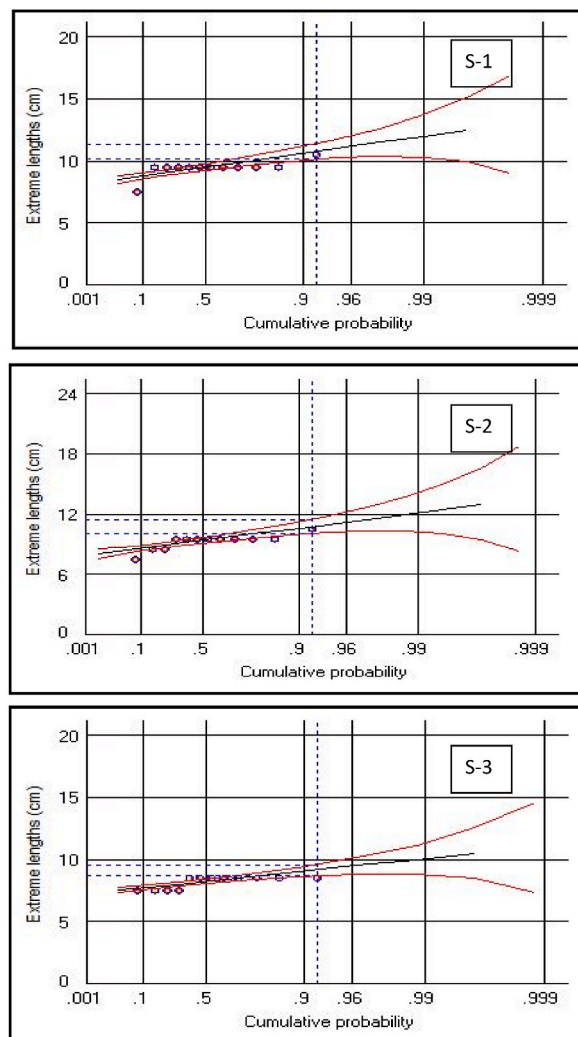 20
S-1
15
10
5
0
Extreme lengths (cm)
.001 .1 .5 .9 .96 .99 .999
Cumulative probability
24
S-2
18
12
6
0
Extreme lengths (cm)
.001 .1 .5 .9 .96 .99 .999
Cumulative probability
20
S-3
15
10
5
0
Extreme lengths (cm)
.001 .1 .5 .9 .96 .99 .999
Cumulative probability